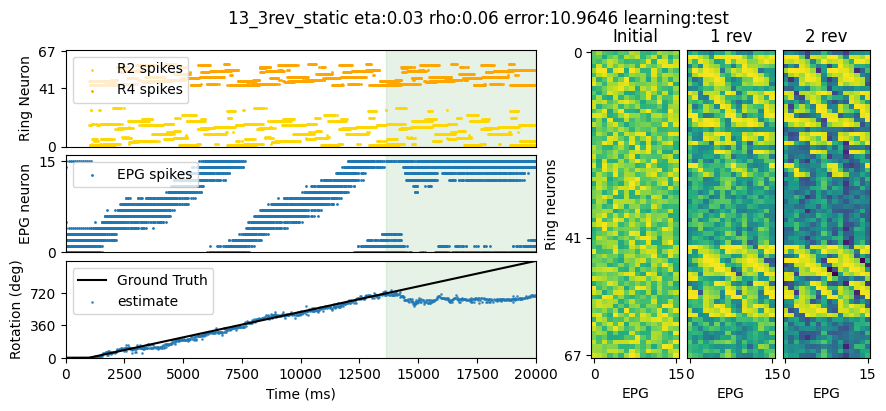 13_3rev_static eta:0.03 rho:0.06 error:10.9646 learning:test
Initial
1 rev
2 rev
Ring Neuron
67
41
0
R2 spikes
R4 spikes
EPG neuron
15
0
EPG spikes
Rotation (deg)
720
360
0
Ground Truth
estimate
0
2500
5000
7500
10000
12500
15000
17500
20000
Time (ms)
Ring neurons
0
41
67
0
15
0
15
0
15
EPG
EPG
EPG